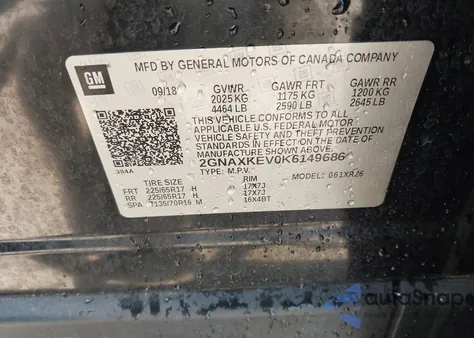 GM
MFD BY GENERAL MOTORS OF CANADA COMPANY
09/18 GVWR GAWR FRT GAWR RR
2025 KG 1175 KG 1200 KG
4464 LB 2590 LB 2645 LB
THIS VEHICLE CONFORMS TO ALL
APPLICABLE U.S. FEDERAL MOTOR
VEHICLE SAFETY AND THEFT PREVENTION
STANDARDS IN EFFECT ON THE DATE OF
MANUFACTURE SHOWN ABOVE.
2GNAXKEV0K6149686
384A TYPE: M.P.V. MODEL: 061XR26
TIRE SIZE RIM
FRT 225/65R17 H 17X7J
RR 225/65R17 H 17X7J
SPA T135/70R16 M 16X4BT